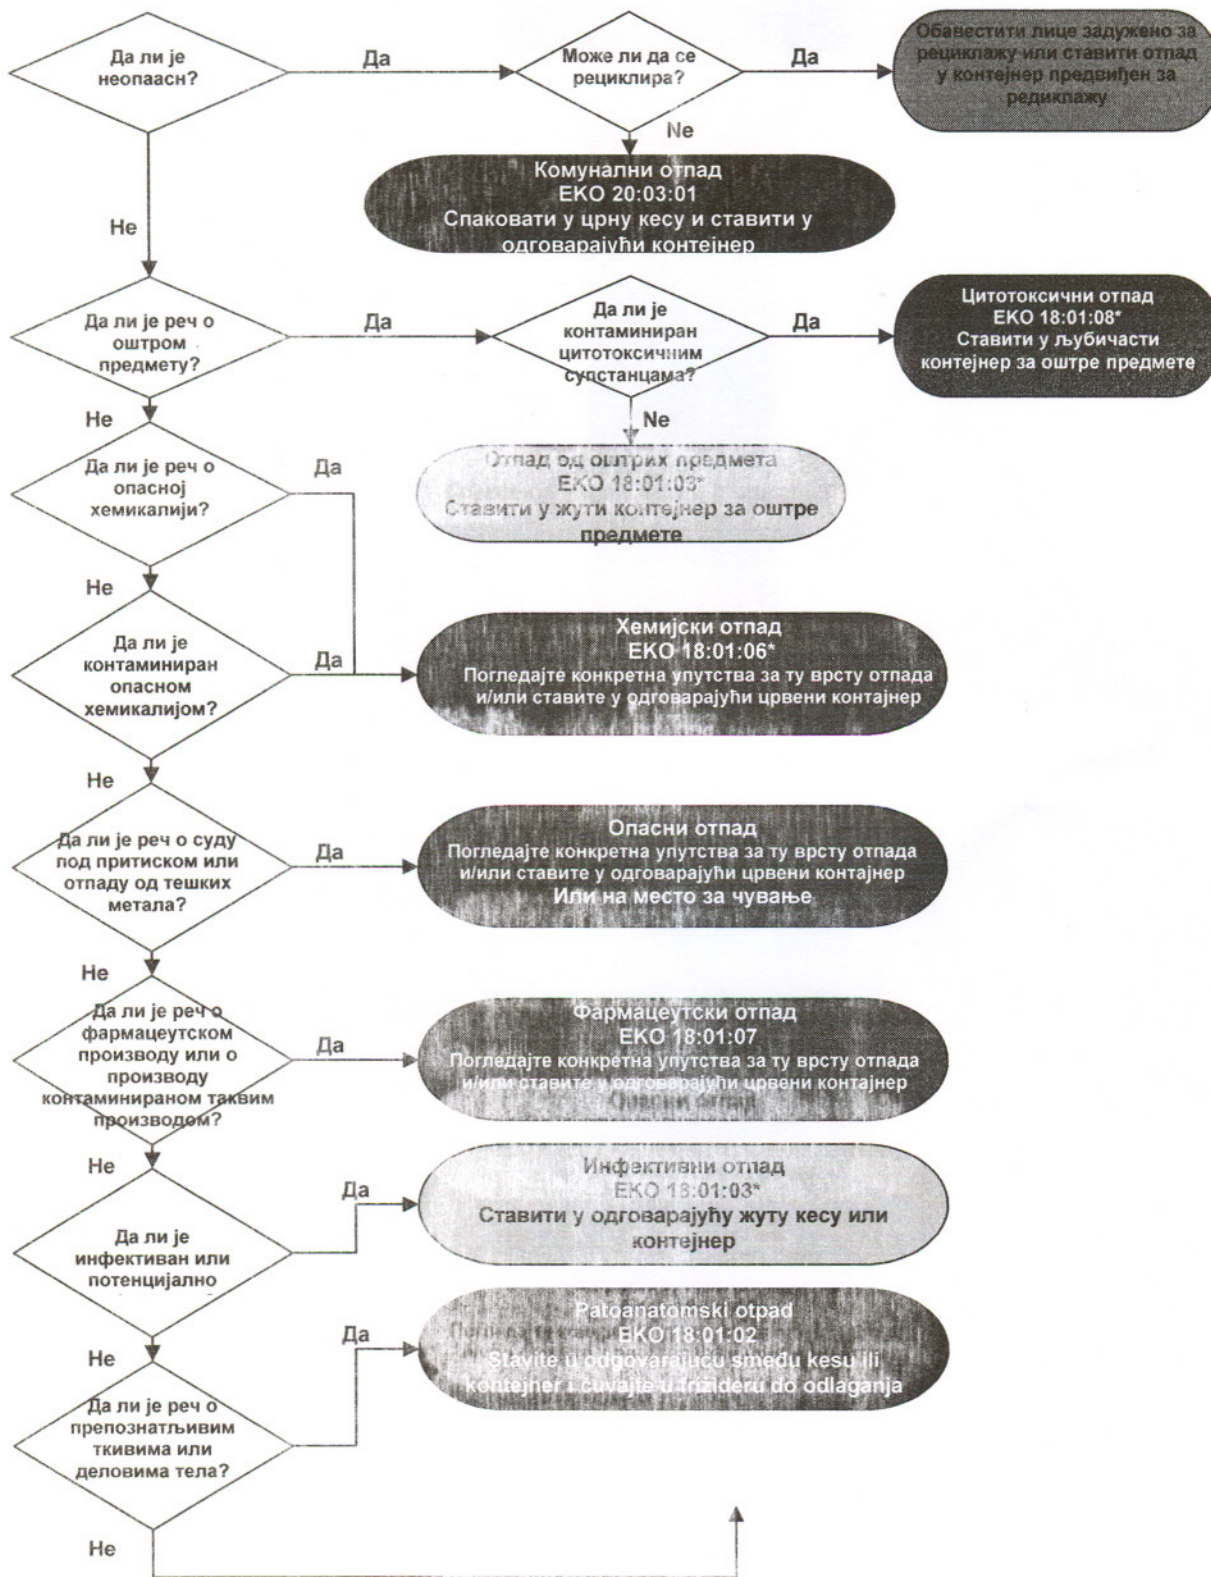 Да ли је
неопаасн?
Да
Може ли да се
рециклира?
Да
Обавестити лице задужено за
рециклажу или ставити отпад
у контејнер предвиђен за
редиклажу
Ne
Комунални отпад
ЕКО 20:03:01
Спаковати у црну кесу и ставити у
одговарајући контејнер
Не
Да ли је реч о
оштром
предмету?
Да
Да ли је
контаминиран
цитотоксичним
супстанцама?
Да
Цитотоксични отпад
ЕКО 18:01:08*
Ставити у љубичасти
контејнер за оштре предмете
Ne
Отпад од оштрих предмета
ЕКО 18:01:03*
Ставити у жути контејнер за оштре
предмете
Не
Да ли је реч о
опасној
хемикалији?
Да
Не
Да ли је
контаминиран
опасном
хемикалијом?
Да
Хемијски отпад
ЕКО 18:01:06*
Погледајте конкретна упутства за ту врсту отпада
и/или ставите у одговарајући црвени контајнер
Не
Да ли је реч о суду
под притиском или
отпаду од тешких
метала?
Да
Опасни отпад
Погледајте конкретна упутства за ту врсту отпада
и/или ставите у одговарајући црвени контајнер
Или на место за чување
Не
Да ли је реч о
фармацеутском
производу или о
производу
контаминираном таквим
производом?
Да
Фармацеутски отпад
ЕКО 18:01:07
Погледајте конкретна упутства за ту врсту отпада
и/или ставите у одговарајући црвени контајнер
Опасни отпад
Не
Да ли је
инфективан или
потенцијално
Да
Инфективни отпад
ЕКО 18:01:03*
Ставити у одговарајућу жуту кесу или
контејнер
Не
Да ли је реч о
препознатљивим
ткивима или
деловима тела?
Да
Patoanatomski otpad
EKO 18:01:02
Stavite u odgovarajuću smeđu kesu ili
kontejner i čuvajte u frižideru do odlaganja
Не